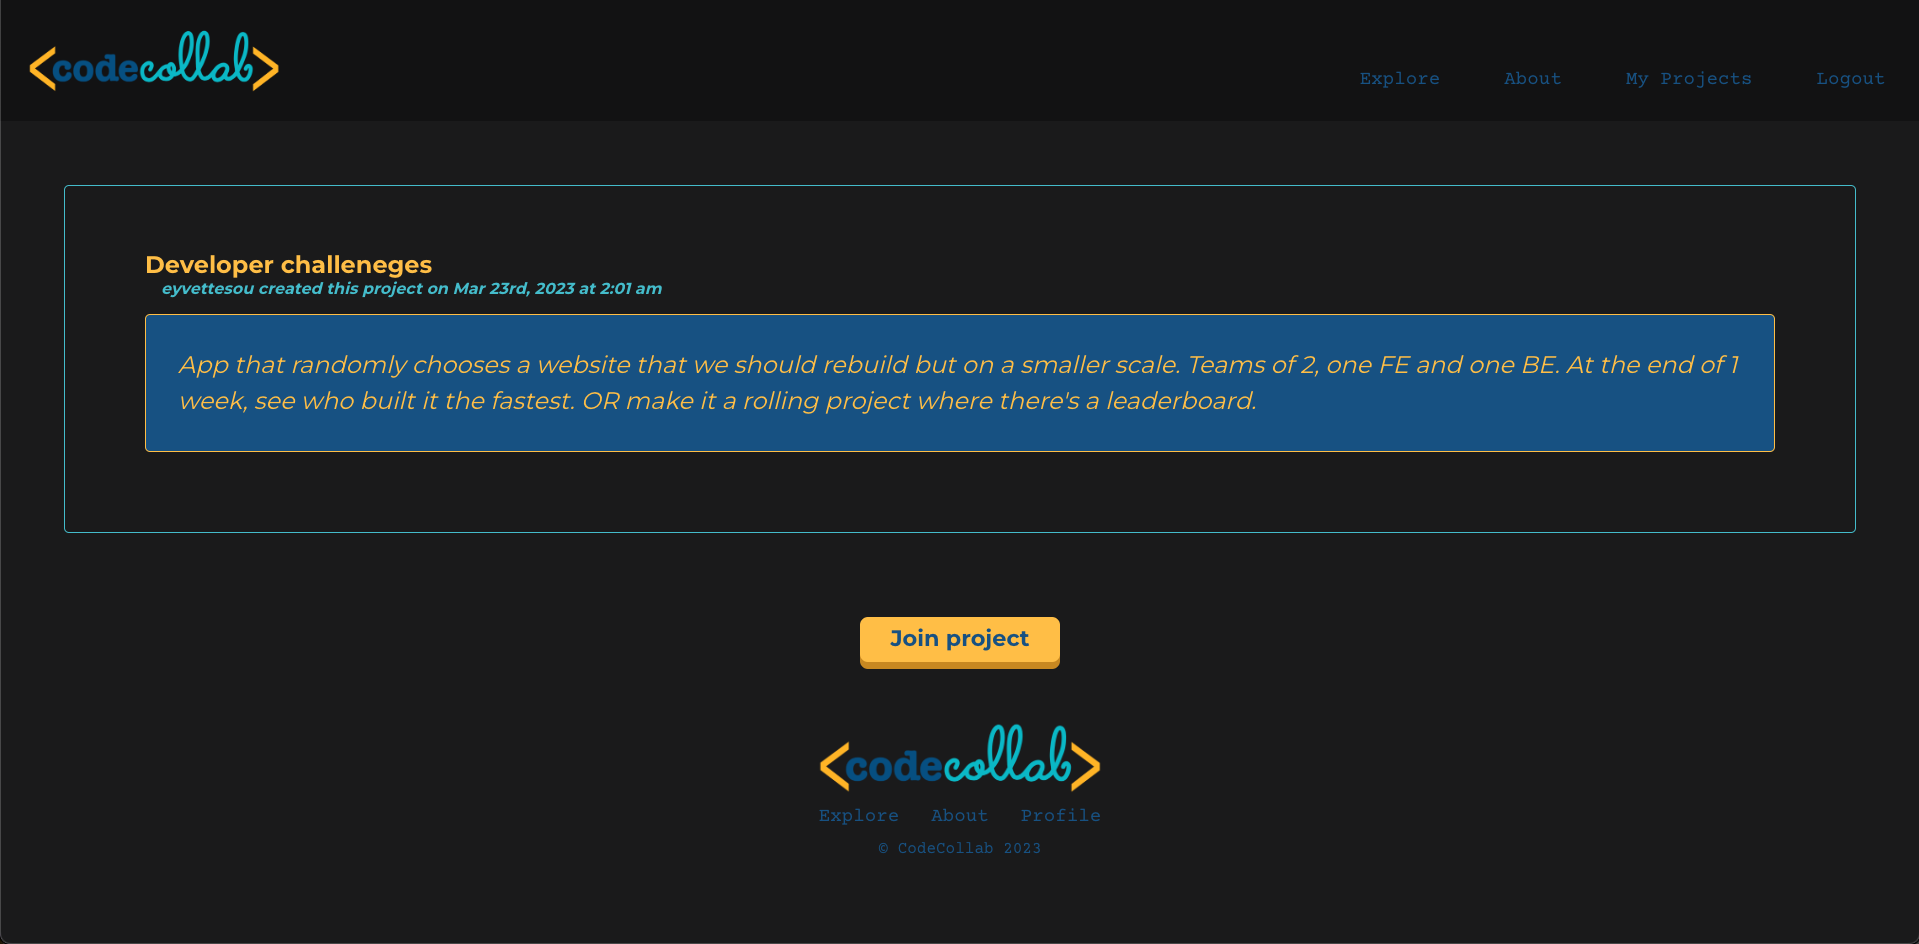 <codecollab>
Explore About My Projects Logout
Developer challeneges
eyvettesou created this project on Mar 23rd, 2023 at 2:01 am
App that randomly chooses a website that we should rebuild but on a smaller scale. Teams of 2, one FE and one BE. At the end of 1
week, see who built it the fastest. OR make it a rolling project where there's a leaderboard.
Join project
<codecollab>
Explore About Profile
© CodeCollab 2023